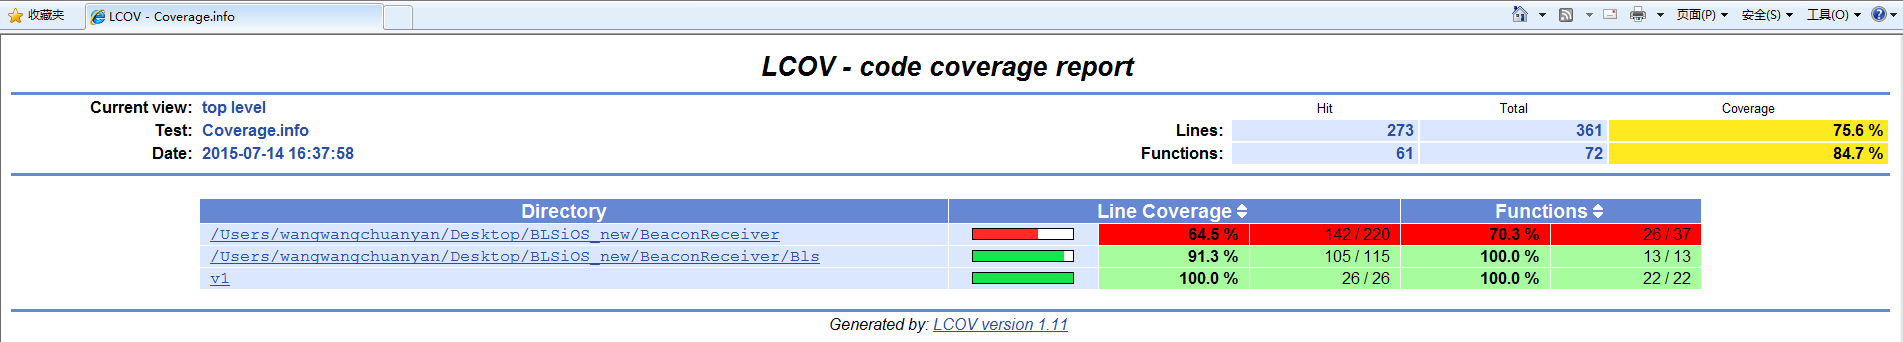 收藏夹 LCOV - Coverage.info 页面(P) 安全(S) 工具(O)
LCOV - code coverage report
Current view: top level Hit Total Coverage
Test: Coverage.info Lines: 273 361 75.6 %
Date: 2015-07-14 16:37:58 Functions: 61 72 84.7 %
Directory Line Coverage Functions
/Users/wangwangchuanyan/Desktop/BLSiOS_new/BeaconReceiver 64.5 % 142 / 220 70.3 % 26 / 37
/Users/wangwangchuanyan/Desktop/BLSiOS_new/BeaconReceiver/Bls 91.3 % 105 / 115 100.0 % 13 / 13
v1 100.0 % 26 / 26 100.0 % 22 / 22
Generated by: LCOV version 1.11